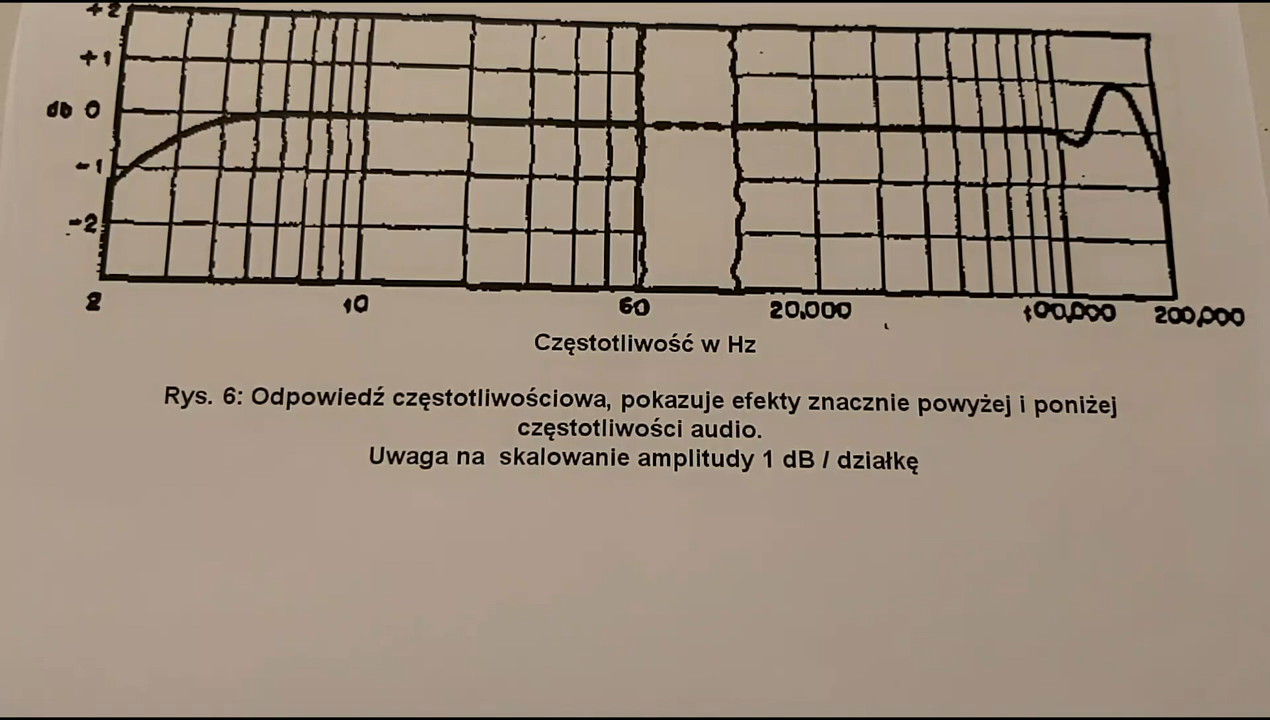 +2
+1
db 0
-1
-2
2 10 60 20,000 100,000 200,000
Częstotliwość w Hz
Rys. 6: Odpowiedź częstotliwościowa, pokazuje efekty znacznie powyżej i poniżej
częstotliwości audio.
Uwaga na skalowanie amplitudy 1 dB / działkę